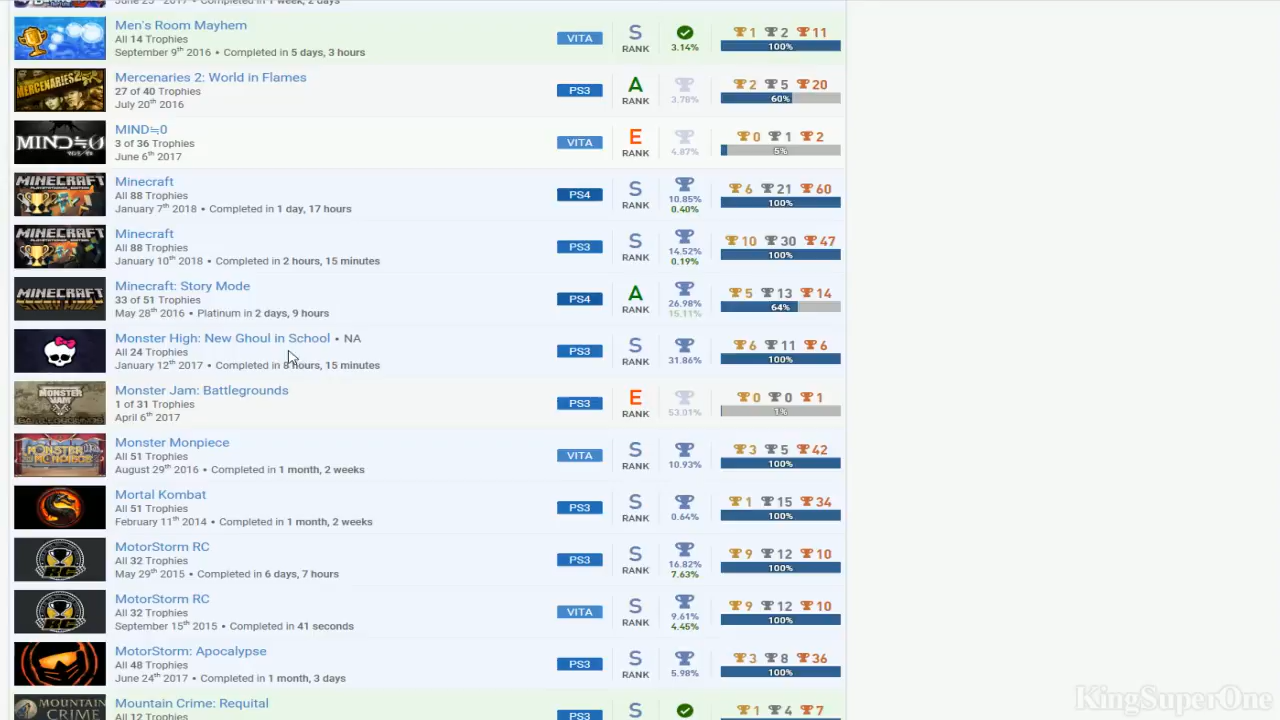 Men's Room Mayhem
All 14 Trophies
September 9th 2016 • Completed in 5 days, 3 hours
VITA
S
RANK
3.14%
1 2 11
100%
Mercenaries 2: World in Flames
27 of 40 Trophies
July 20th 2016
PS3
A
RANK
3.78%
2 5 20
60%
MIND≒0
3 of 36 Trophies
June 6th 2017
VITA
E
RANK
4.87%
0 1 2
5%
Minecraft
All 88 Trophies
January 7th 2018 • Completed in 1 day, 17 hours
PS4
S
RANK
10.85%
0.40%
6 21 60
100%
Minecraft
All 88 Trophies
January 10th 2018 • Completed in 2 hours, 15 minutes
PS3
S
RANK
14.52%
0.19%
10 30 47
100%
Minecraft: Story Mode
33 of 51 Trophies
May 28th 2016 • Platinum in 2 days, 9 hours
PS4
A
RANK
26.98%
15.11%
5 13 14
64%
Monster High: New Ghoul in School • NA
All 24 Trophies
January 12th 2017 • Completed in 8 hours, 15 minutes
PS3
S
RANK
31.86%
6 11 6
100%
Monster Jam: Battlegrounds
1 of 31 Trophies
April 6th 2017
PS3
E
RANK
53.01%
0 0 1
1%
Monster Monpiece
All 51 Trophies
August 29th 2016 • Completed in 1 month, 2 weeks
VITA
S
RANK
10.93%
3 5 42
100%
Mortal Kombat
All 51 Trophies
February 11th 2014 • Completed in 1 month, 2 weeks
PS3
S
RANK
0.64%
1 15 34
100%
MotorStorm RC
All 32 Trophies
May 29th 2015 • Completed in 6 days, 7 hours
PS3
S
RANK
16.82%
7.63%
9 12 10
100%
MotorStorm RC
All 32 Trophies
September 15th 2015 • Completed in 41 seconds
VITA
S
RANK
9.61%
4.45%
9 12 10
100%
MotorStorm: Apocalypse
All 48 Trophies
June 24th 2017 • Completed in 1 month, 3 days
PS3
S
RANK
5.98%
3 8 36
100%
MOUNTAIN
CRIME
Mountain Crime: Requital
All 12 Trophies
PS3
S
1 4 7
KingSuperOne